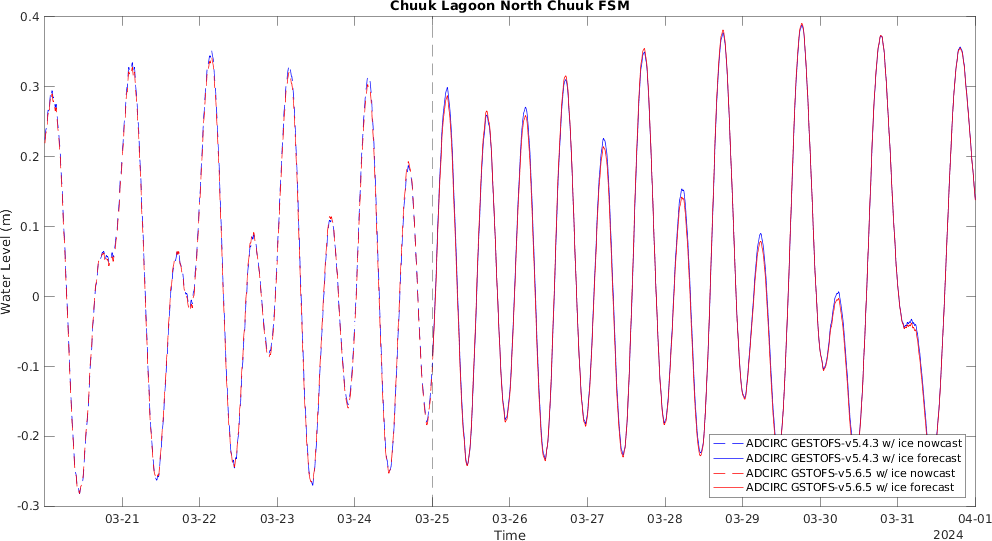 Chuuk Lagoon North Chuuk FSM
0.4
0.3
0.2
0.1
0
-0.1
-0.2
-0.3
Water Level (m)
ADCIRC GESTOFS-v5.4.3 w/ ice nowcast
ADCIRC GESTOFS-v5.4.3 w/ ice forecast
ADCIRC GSTOFS-v5.6.5 w/ ice nowcast
ADCIRC GSTOFS-v5.6.5 w/ ice forecast
03-21 03-22 03-23 03-24 03-25 03-26 03-27 03-28 03-29 03-30 03-31 04-01
Time
2024